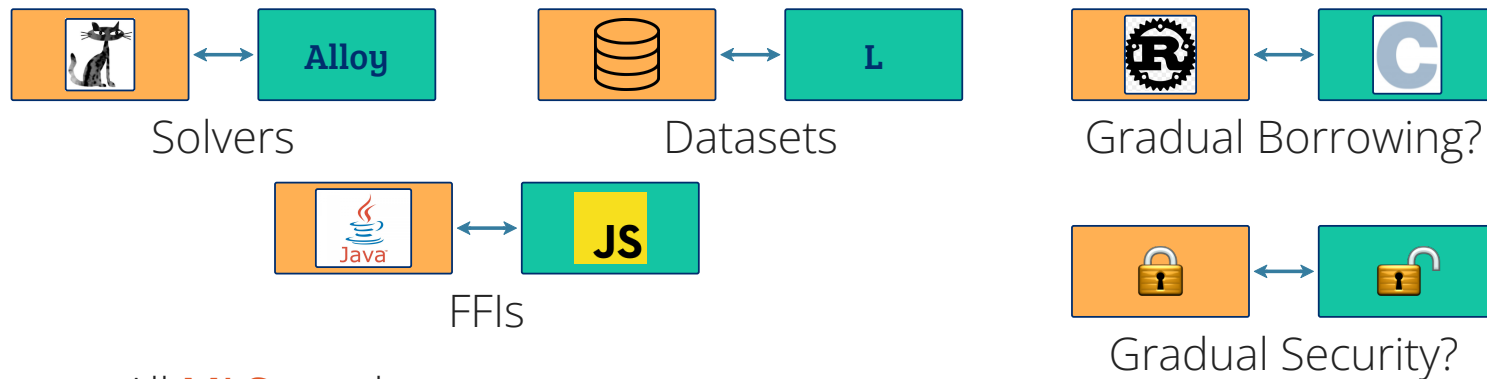 Alloy
L
R
C
Solvers
Datasets
Gradual Borrowing?
Java
JS
FFIs
Gradual Security?